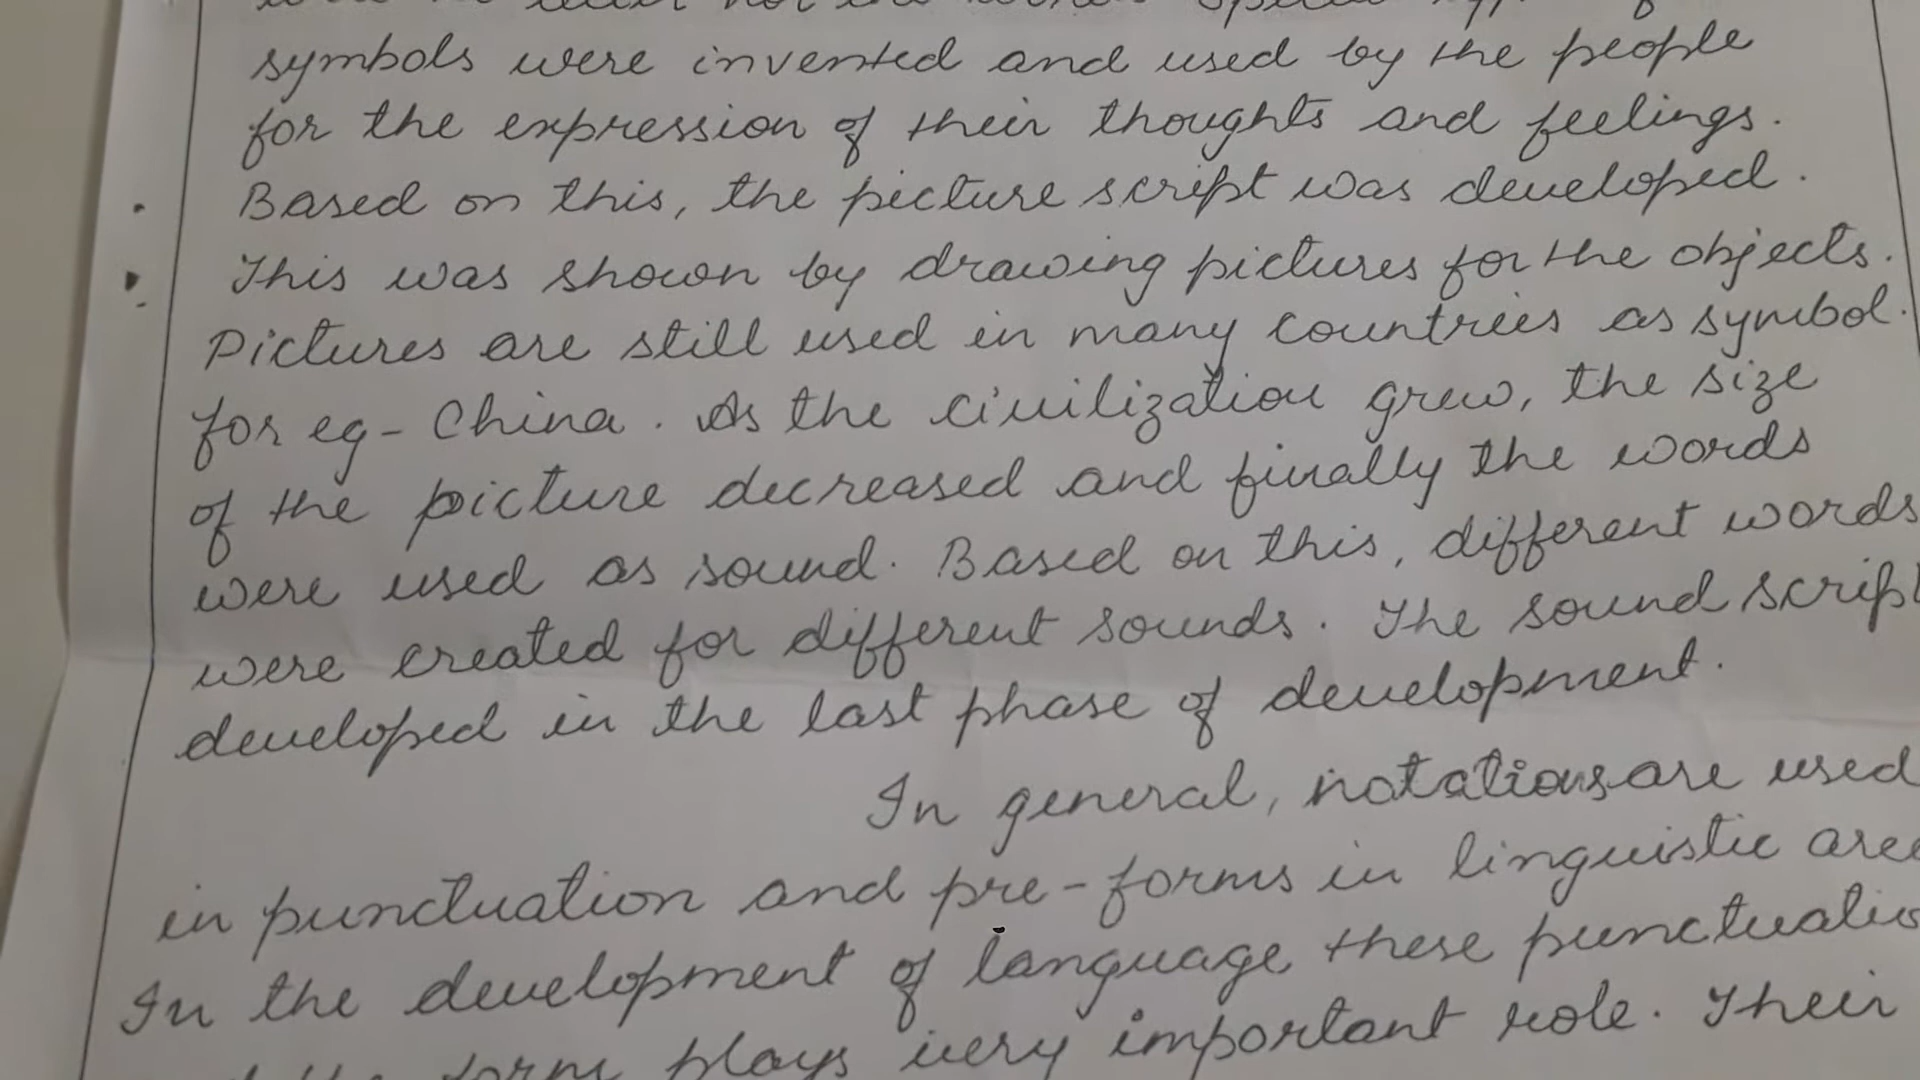 symbols were invented and used by the people
for the expression of their thoughts and feelings.
Based on this, the picture script was developed.
This was shown by drawing pictures for the objects.
Pictures are still used in many countries as symbol.
for eg - China. As the civilization grew, the size
of the picture decreased and finally the words
were used as sound. Based on this, different words
were created for different sounds. The sound script
developed in the last phase of development.
In general, notations are used
in punctuation and pre-forms in linguistic
In the development of language these
forms plays very important role. Their